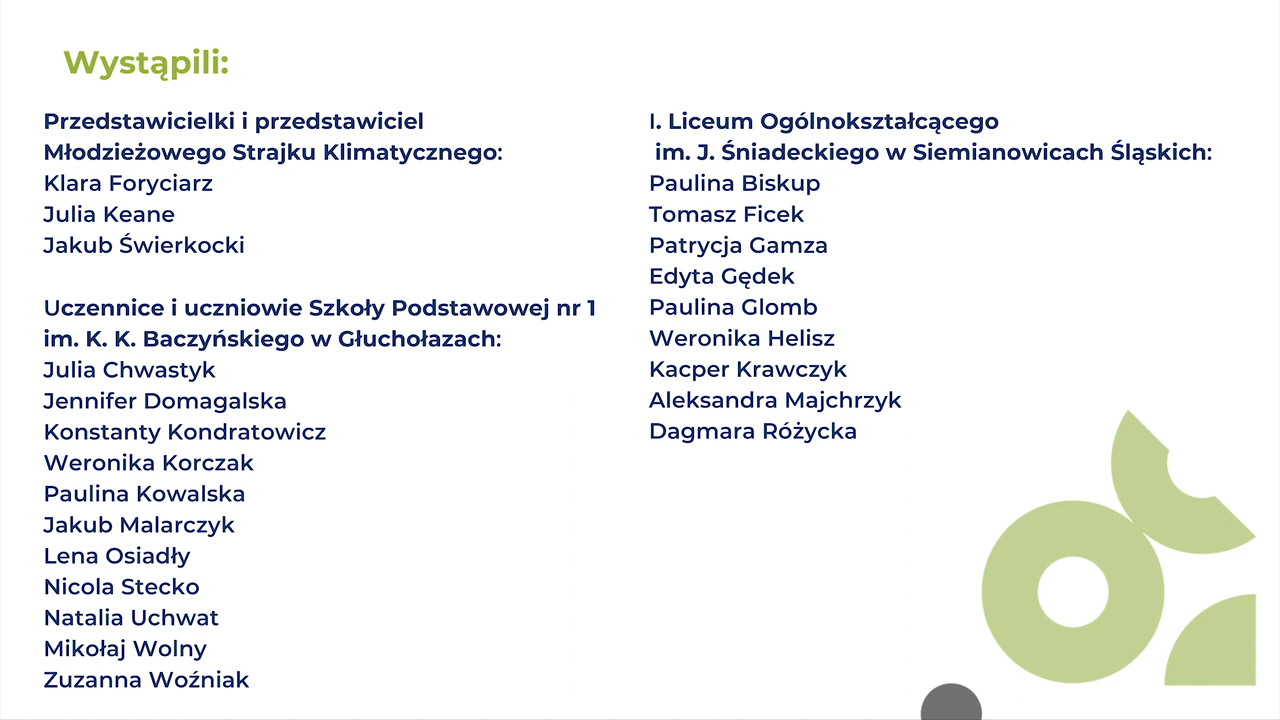 Wystąpili:
Przedstawicielki i przedstawiciel
Młodzieżowego Strajku Klimatycznego:
Klara Foryciarz
Julia Keane
Jakub Świerkocki
Uczennice i uczniowie Szkoły Podstawowej nr 1
im. K. K. Baczyńskiego w Głuchołazach:
Julia Chwastyk
Jennifer Domagalska
Konstanty Kondratowicz
Weronika Korczak
Paulina Kowalska
Jakub Malarczyk
Lena Osiadły
Nicola Stecko
Natalia Uchwat
Mikołaj Wolny
Zuzanna Woźniak
I. Liceum Ogólnokształcącego
im. J. Śniadeckiego w Siemianowicach Śląskich:
Paulina Biskup
Tomasz Ficek
Patrycja Gamza
Edyta Gędek
Paulina Glomb
Weronika Helisz
Kacper Krawczyk
Aleksandra Majchrzyk
Dagmara Różycka